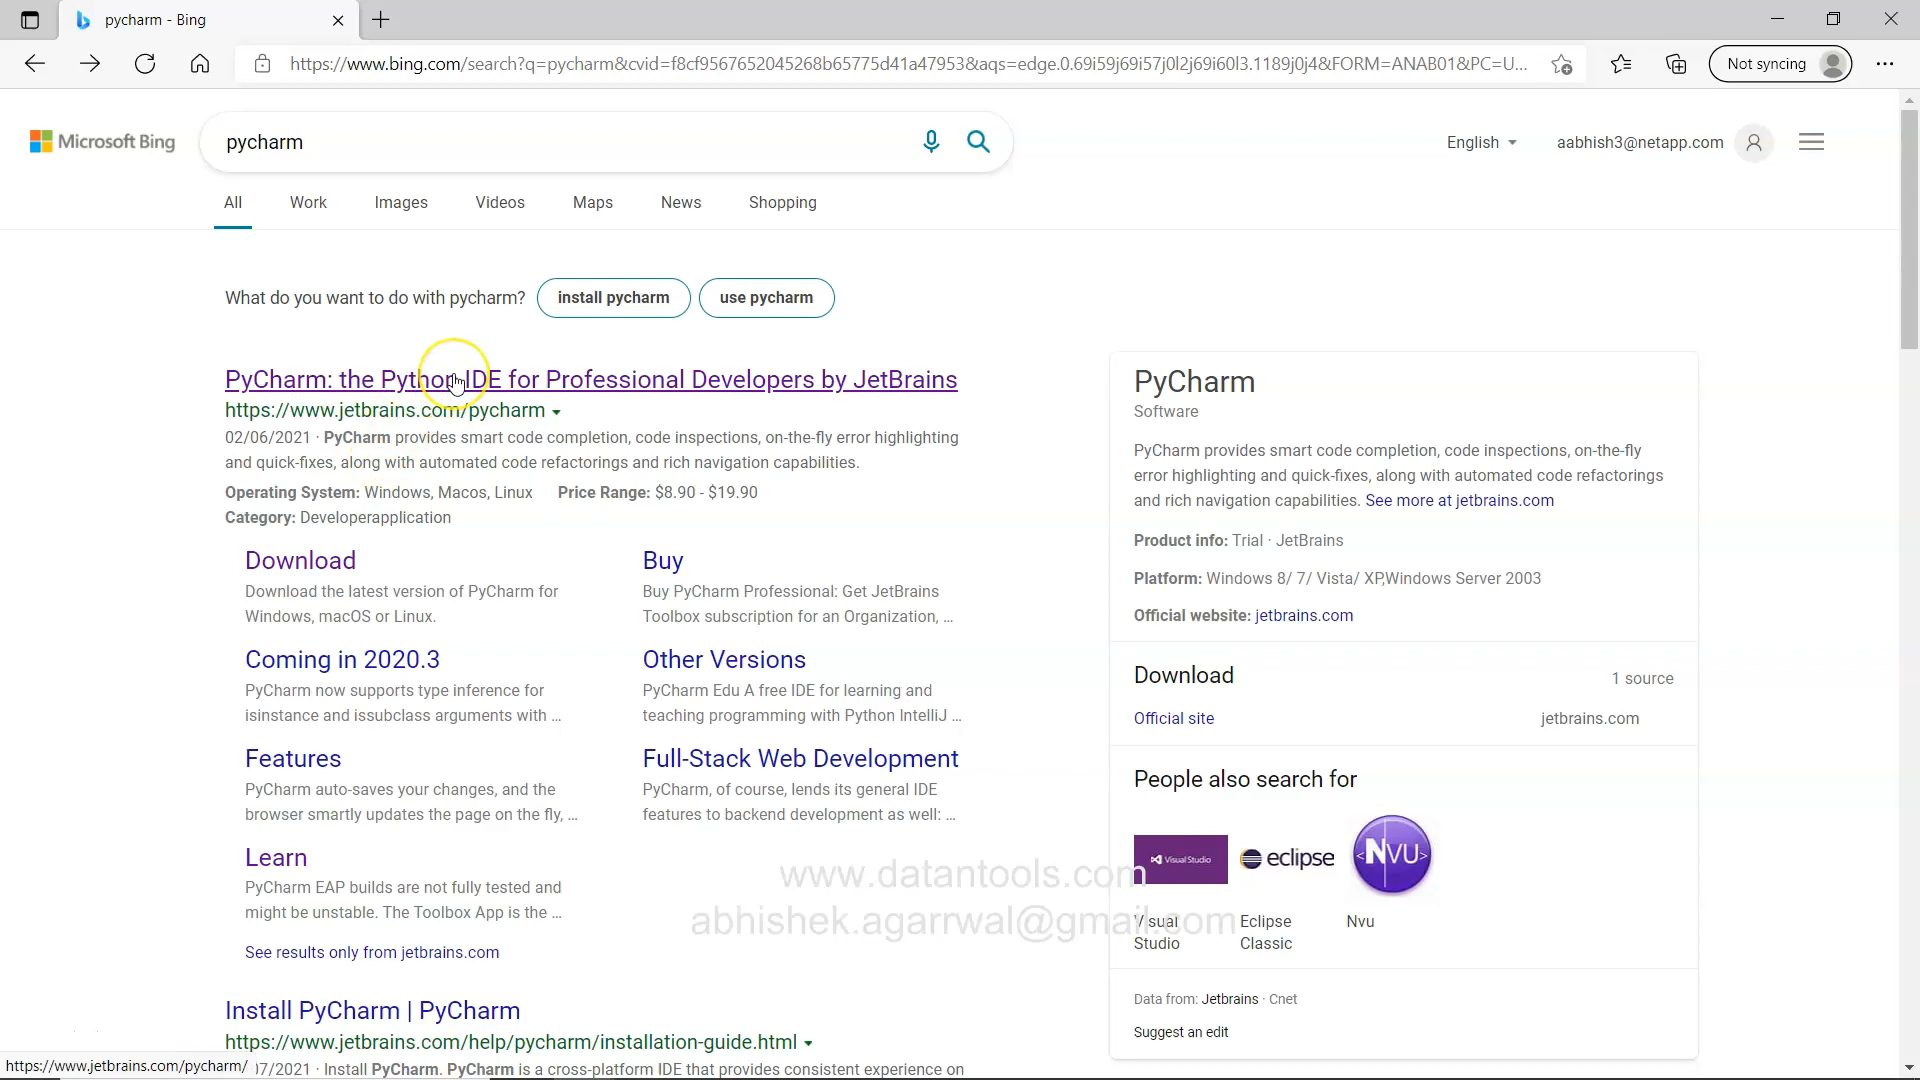 pycharm - Bing
https://www.bing.com/search?q=pycharm&cvid=f8cf9567652045268b65775d41a47953&aqs=edge.0.69i59j69i57j0l2j69i60l3.1189j0j4&FORM=ANAB01&PC=U...
Not syncing
Microsoft Bing
pycharm
English
aabhish3@netapp.com
All Work Images Videos Maps News Shopping
What do you want to do with pycharm? install pycharm use pycharm
PyCharm: the Python IDE for Professional Developers by JetBrains
https://www.jetbrains.com/pycharm
02/06/2021 · PyCharm provides smart code completion, code inspections, on-the-fly error highlighting
and quick-fixes, along with automated code refactorings and rich navigation capabilities.
Operating System: Windows, Macos, Linux Price Range: $8.90 - $19.90
Category: Developerapplication
Download
Download the latest version of PyCharm for
Windows, macOS or Linux.
Buy
Buy PyCharm Professional: Get JetBrains
Toolbox subscription for an Organization, ...
Coming in 2020.3
PyCharm now supports type inference for
isinstance and issubclass arguments with ...
Other Versions
PyCharm Edu A free IDE for learning and
teaching programming with Python IntelliJ ...
Features
PyCharm auto-saves your changes, and the
browser smartly updates the page on the fly, ...
Full-Stack Web Development
PyCharm, of course, lends its general IDE
features to backend development as well: ...
Learn
PyCharm EAP builds are not fully tested and
might be unstable. The Toolbox App is the ...
See results only from jetbrains.com
Install PyCharm | PyCharm
https://www.jetbrains.com/help/pycharm/installation-guide.html
)7/2021 · Install PyCharm. PyCharm is a cross-platform IDE that provides consistent experience on
https://www.jetbrains.com/pycharm/
PyCharm
Software
PyCharm provides smart code completion, code inspections, on-the-fly
error highlighting and quick-fixes, along with automated code refactorings
and rich navigation capabilities. See more at jetbrains.com
Product info: Trial · JetBrains
Platform: Windows 8/ 7/ Vista/ XP,Windows Server 2003
Official website: jetbrains.com
Download
1 source
Official site
jetbrains.com
People also search for
Visual Studio
eclipse
<NVU>
Visual
Studio
Eclipse
Classic
Nvu
Data from: Jetbrains · Cnet
Suggest an edit
www.datantools.com
abhishek.agarrwal@gmail.com